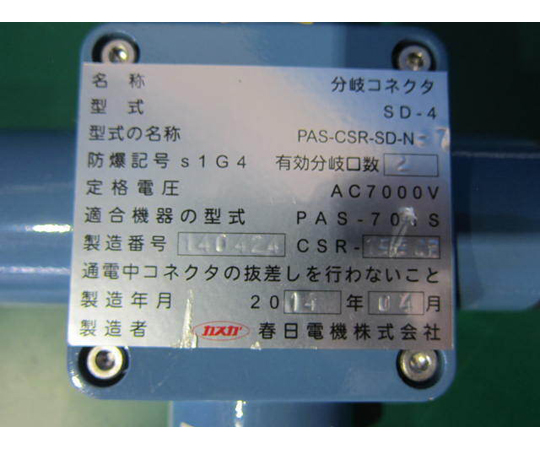 名称 分岐コネクタ
型式 SD-4
型式の名称 PAS-CSR-SD-N-7
防爆記号 s1G4 有効分岐口数 2
定格電圧 AC7000V
適合機器の型式
製造番号 140424 CSR-
通電中コネクタの抜差しを行わないこと
製造年月 2014年04月
製造者 カスガ 春日電機株式会社